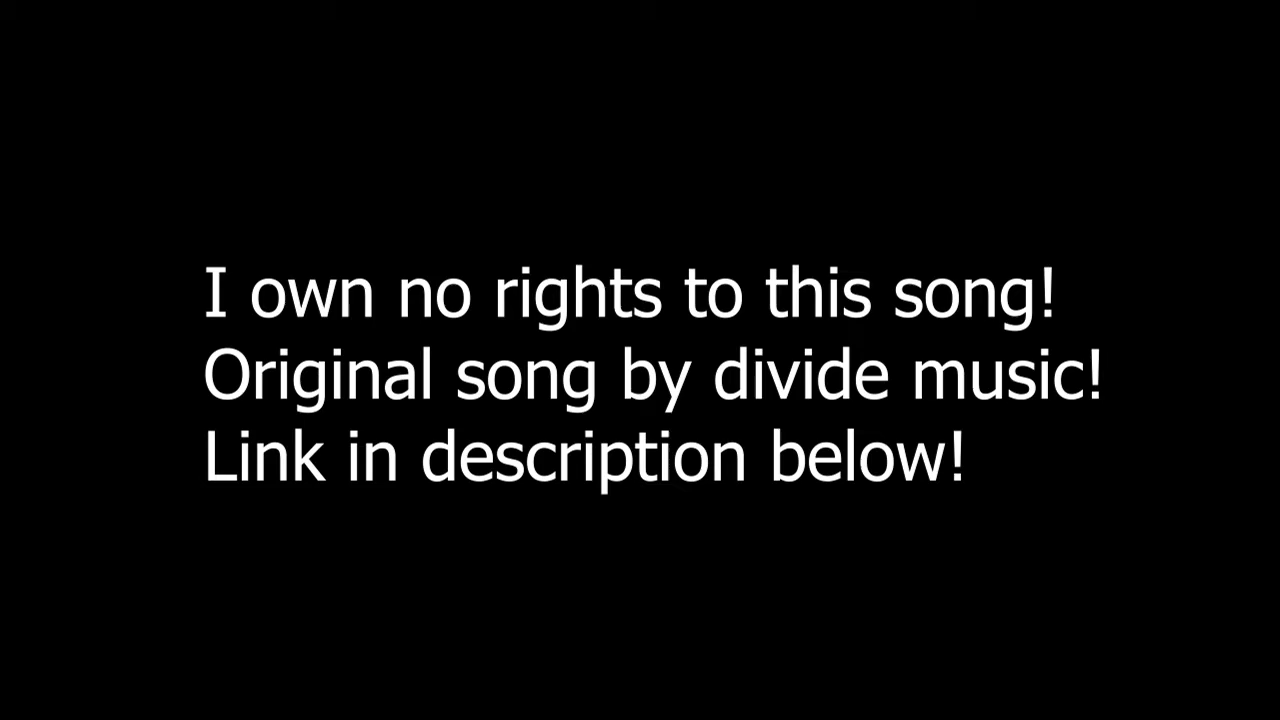 I own no rights to this song!
Original song by divide music!
Link in description below!